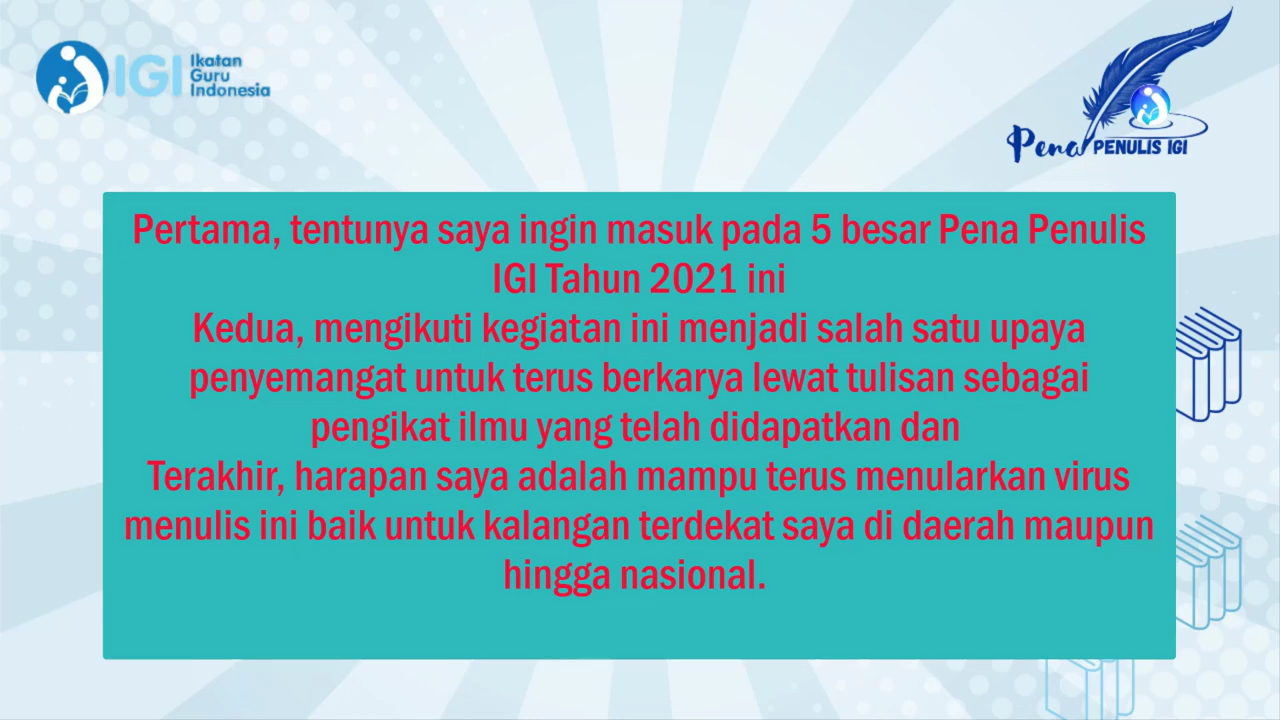 IGI
Ikatan
Guru
Indonesia
Pena PENULIS IGI
Pertama, tentunya saya ingin masuk pada 5 besar Pena Penulis
IGI Tahun 2021 ini
Kedua, mengikuti kegiatan ini menjadi salah satu upaya
penyemangat untuk terus berkarya lewat tulisan sebagai
pengikat ilmu yang telah didapatkan dan
Terakhir, harapan saya adalah mampu terus menularkan virus
menulis ini baik untuk kalangan terdekat saya di daerah maupun
hingga nasional.